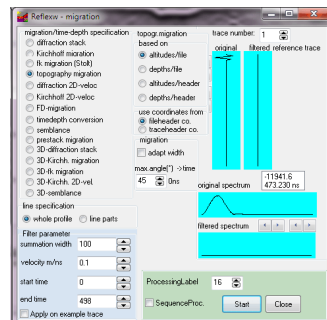 Reflexw - migration
migration/time-depth specification
diffraction stack
Kirchhoff migration
fk migration (Stolt)
topography migration
diffraction 2D-veloc
Kirchhoff 2D-veloc
FD-migration
timedepth conversion
semblance
prestack migration
3D-diffraction stack
3D-Kirchh. migration
3D-fk migration
3D-Kirchh. 2D-vel.
3D-semblance
line specification
whole profile line parts
Filter parameter
summation width 100
velocity m/ns 0.1
start time 0
end time 498
Apply on example trace
topogr.migration
based on
altitudes/file
depths/file
altitudes/header
depths/header
use coordinates from
fileheader co.
traceheader co.
migration
adapt width
max.angle(°) ->time
45 0ns
trace number: 1
original filtered reference trace
-11941.6
473.230 ns
original spectrum
filtered spectrum
ProcessingLabel 16
SequenceProc. Start Close